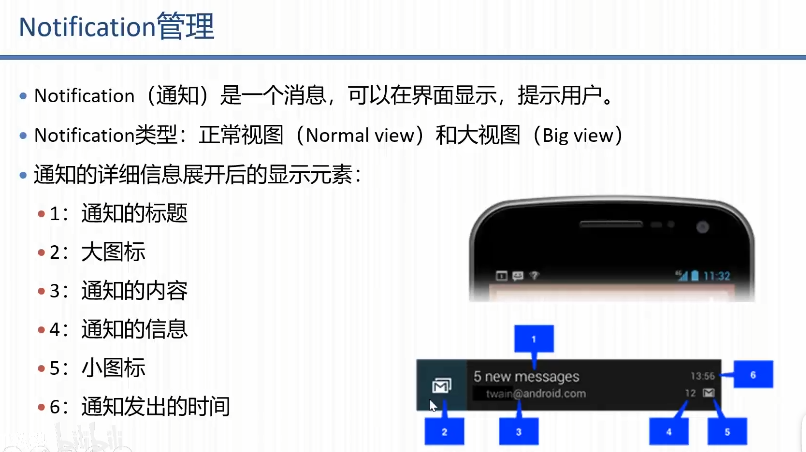 Notification管理
Notification（通知）是一个消息，可以在界面显示，提示用户。
Notification类型：正常视图（Normal view）和大视图（Big view）
通知的详细信息展开后的显示元素：
1：通知的标题
2：大图标
3：通知的内容
4：通知的信息
5：小图标
6：通知发出的时间
4G 11:32
1
5 new messages
13:56
6
twain@android.com
12
2
3
4
5